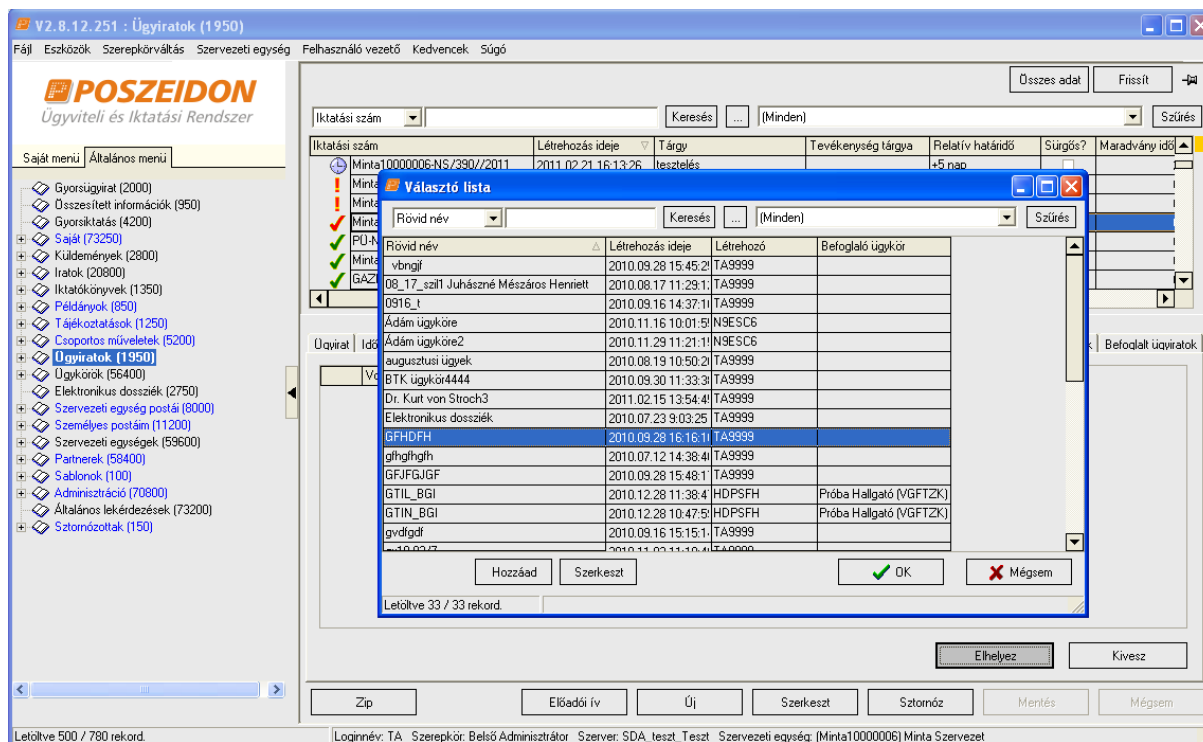 V2.8.12.251 : Ügyiratok (1950)
Fájl Eszközök Szerepkörváltás Szervezeti egység Felhasználó vezető Kedvencek Súgó
POSZEIDON
Ügyviteli és Iktatási Rendszer
Saját menü Általános menü
Gyorsügyirat (2000)
Összesített információk (950)
Gyorsiktatás (4200)
Saját (73250)
Küldemények (2800)
Iratok (20800)
Iktatókönyvek (1350)
Példányok (850)
Tájékoztatások (1250)
Csoportos műveletek (5200)
Ügyiratok (1950)
Ügykörök (56400)
Elektronikus dossziék (2750)
Szervezeti egység postái (8000)
Személyes postáim (11200)
Szervezeti egységek (59600)
Partnerek (58400)
Sablonok (100)
Adminisztráció (70800)
Általános lekérdezések (73200)
Sztornózottak (150)
Összes adat Frissít
Iktatási szám Keresés ... (Minden) Szűrés
Iktatási szám Létrehozás ideje Tárgy Tevékenység tárgya Relatív határidő Sürgős? Maradvány idő
Minta10000006-NS/390//2011 2011.02.21 16:13:26 tesztelés +5 nap
Minta
Minta
Minta
PÜ-N
Minta
GAZI
Ügyirat Idő k Befoglalt ügyiratok
Vo
Választó lista
Rövid név Keresés ... (Minden) Szűrés
Rövid név Létrehozás ideje Létrehozó Befoglaló ügykör
_vbngjf 2010.09.28 15:45:2 TA9999
08_17_szil1 Juhászné Mészáros Henriett 2010.08.17 11:29:1 TA9999
0916_t 2010.09.16 14:37:1 TA9999
Ádám ügyköre 2010.11.16 10:01:5 N9ESC6
Ádám ügyköre2 2010.11.29 11:21:1 N9ESC6
augusztusi ügyek 2010.08.19 10:50:2 TA9999
BTK ügykör4444 2010.09.30 11:33:3 TA9999
Dr. Kurt von Stroch3 2011.02.15 13:54:4 TA9999
Elektronikus dossziék 2010.07.23 9:03:25 TA9999
GFHDFH 2010.09.28 16:16:1 TA9999
gfhgfhgfh 2010.07.12 14:38:4 TA9999
GFJFGJGF 2010.09.28 15:48:1 TA9999
GTIL_BGI 2010.12.28 11:38:4 HDPSFH Próba Hallgató (VGFTZK)
GTIN_BGI 2010.12.28 10:47:5 HDPSFH Próba Hallgató (VGFTZK)
gvdfgdf 2010.09.16 15:15:1 TA9999
Hozzáad Szerkeszt OK Mégsem
Letöltve 33 / 33 rekord.
Elhelyez Kivesz
Zip Előadói ív Új Szerkeszt Sztornóz Mentés Mégsem
Letöltve 500 / 780 rekord. Loginnév: TA Szerepkör: Belső Adminisztrátor Szerver: SDA_teszt_Teszt Szervezeti egység: (Minta10000006) Minta Szervezet